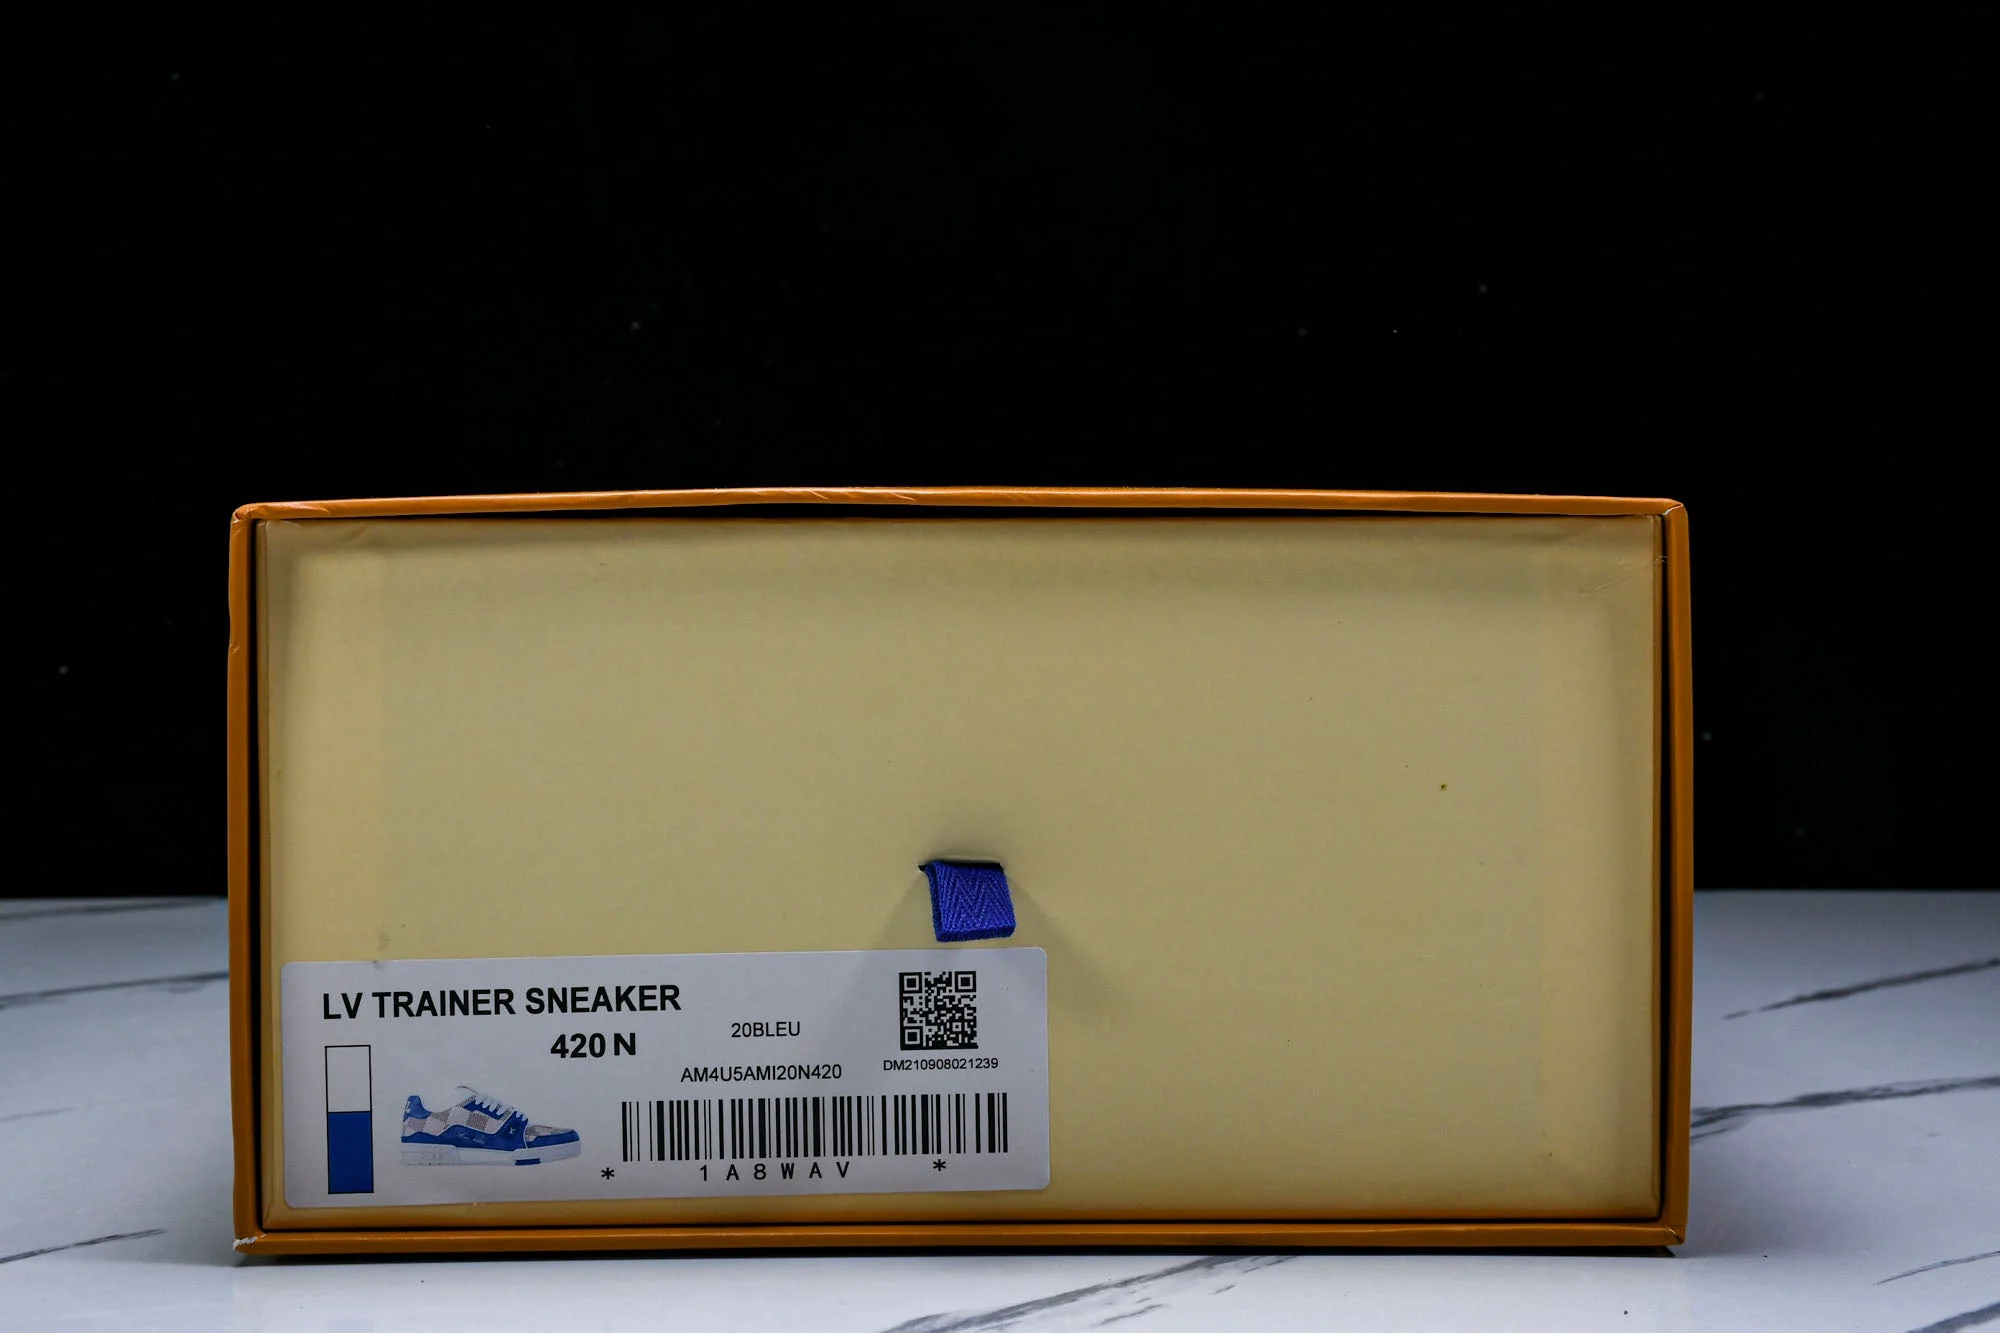 LV TRAINER SNEAKER
420 N
20BLEU
AM4U5AMI20N420
DM210908021239
* 1A8WAV *